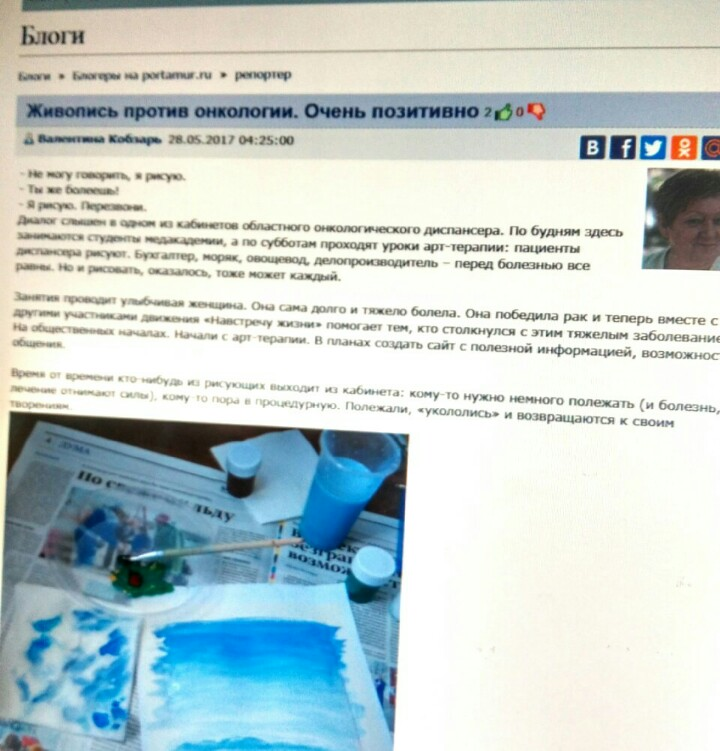 Блоги
Блоги » Блогеры на portamur.ru » репортер
Живопись против онкологии. Очень позитивно 2 0
Валентина Кобзарь 28.05.2017 04:25:00
- Не могу говорить, я рисую.
- Ты же болеешь!
- Я рисую. Перезвони.
Диалог слышен в одном из кабинетов областного онкологического диспансера. По будням здесь
занимаются студенты медакадемии, а по субботам проходят уроки арт-терапии: пациенты
диспансера рисуют. Бухгалтер, моряк, овощевод, делопроизводитель – перед болезнью все
равны. Но и рисовать, оказалось, тоже может каждый.
Занятия проводит улыбчивая женщина. Она сама долго и тяжело болела. Она победила рак и теперь вместе с
другими участниками движения «Навстречу жизни» помогает тем, кто столкнулся с этим тяжелым заболевание
На общественных началах. Начали с арт-терапии. В планах создать сайт с полезной информацией, возможнос
общения.
Время от времени кто-нибудь из рисующих выходит из кабинета: кому-то нужно немного полежать (и болезнь,
лечение отнимают силы), кому-то пора в процедурную. Полежали, «укололись» и возвращаются к своим
творениям.
4 ДУМА
По льду
возмож